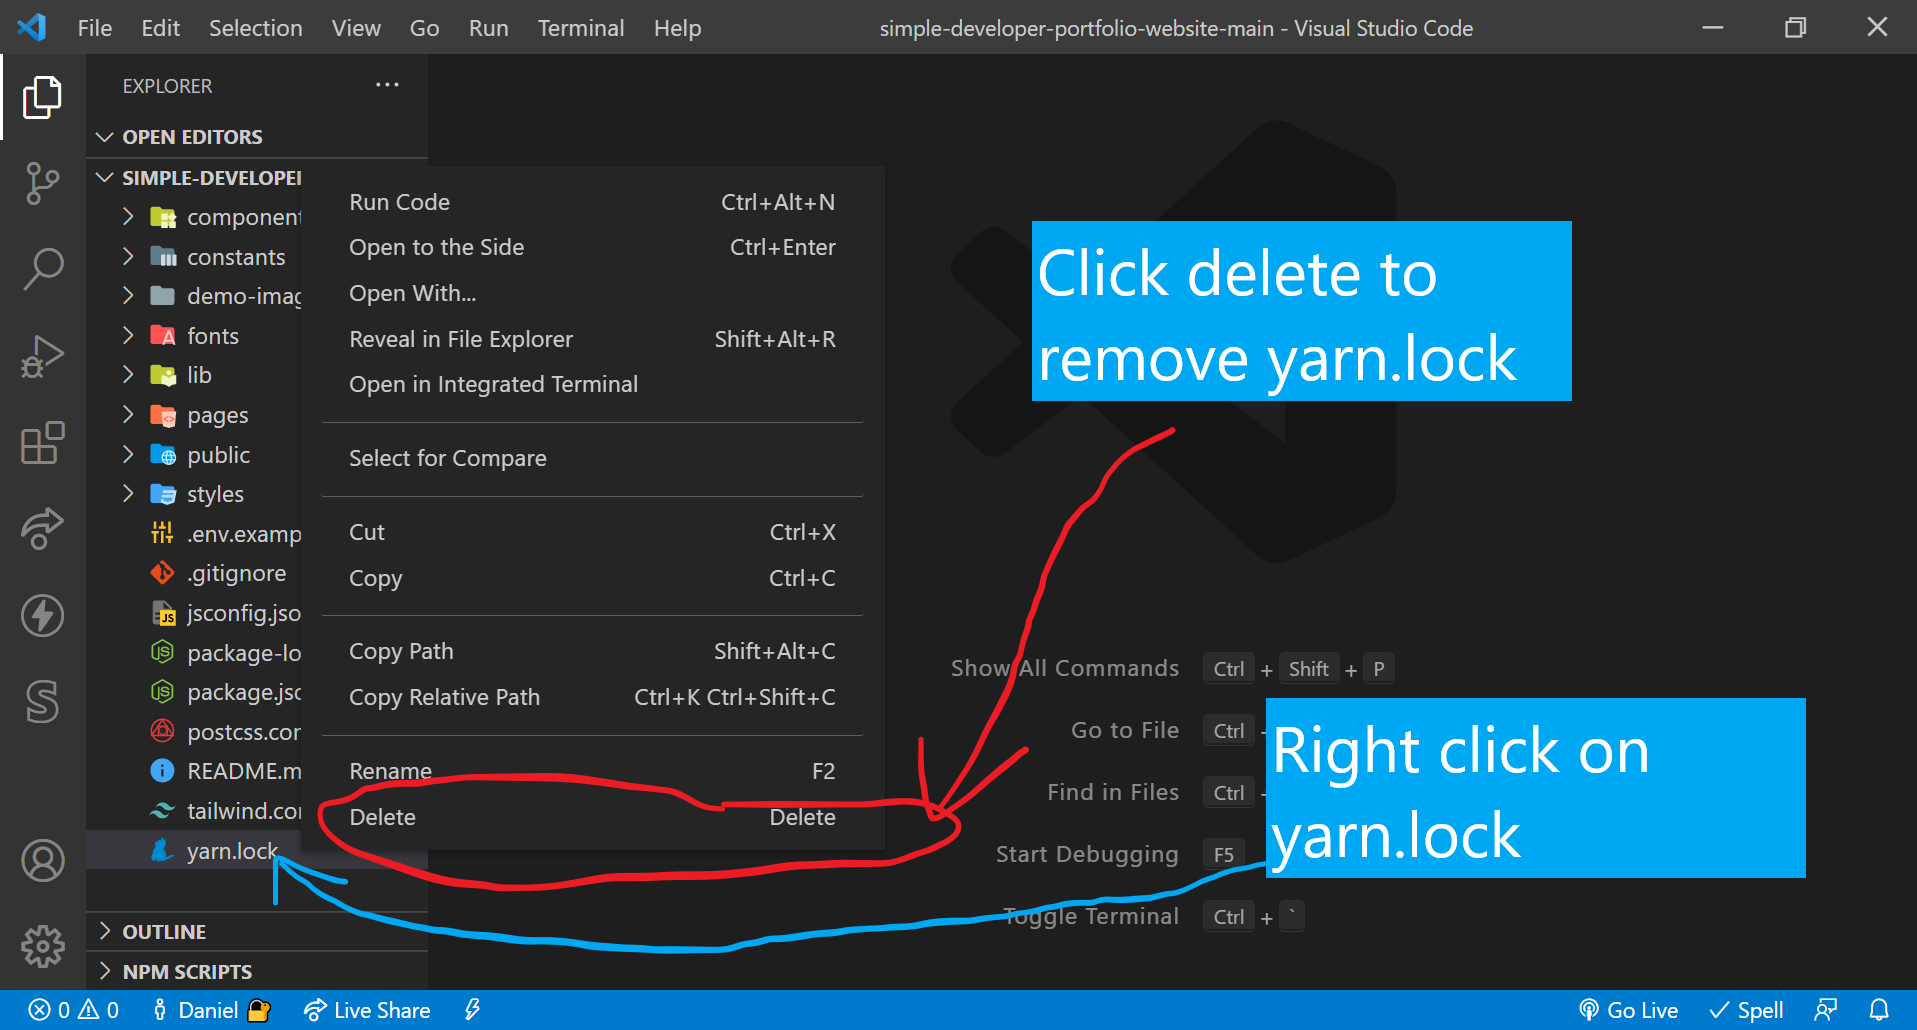 File Edit Selection View Go Run Terminal Help
simple-developer-portfolio-website-main - Visual Studio Code
EXPLORER
OPEN EDITORS
SIMPLE-DEVELOPER
component
constants
demo-imag
fonts
lib
pages
public
styles
.env.examp
.gitignore
jsconfig.jso
package-lo
package.jso
postcss.con
README.m
tailwind.con
yarn.lock
OUTLINE
NPM SCRIPTS
Run Code Ctrl+Alt+N
Open to the Side Ctrl+Enter
Open With...
Reveal in File Explorer Shift+Alt+R
Open in Integrated Terminal
Select for Compare
Cut Ctrl+X
Copy Ctrl+C
Copy Path Shift+Alt+C
Copy Relative Path Ctrl+K Ctrl+Shift+C
Rename F2
Delete Delete
Click delete to
remove yarn.lock
Show All Commands Ctrl + Shift + P
Go to File Ctrl
Find in Files Ctrl
Start Debugging F5
Toggle Terminal Ctrl + `
Right click on
yarn.lock
0 0 Daniel Live Share
Go Live Spell